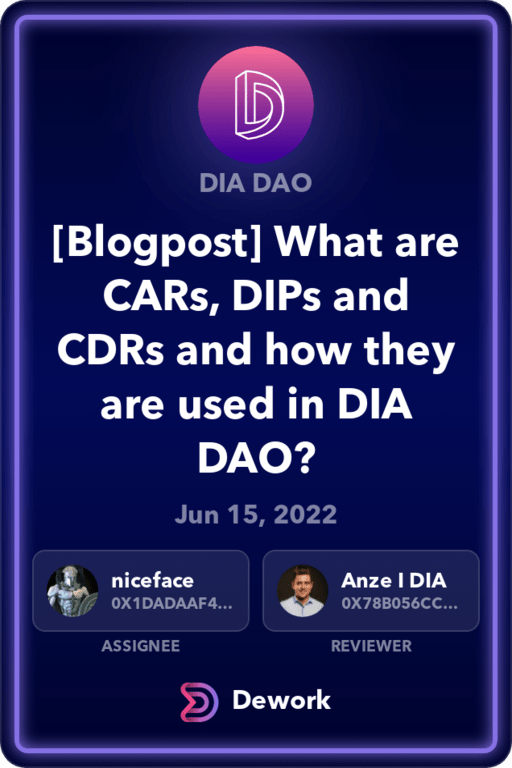 DIA DAO
[Blogpost] What are
CARs, DIPs and
CDRs and how they
are used in DIA
DAO?
Jun 15, 2022
niceface
0X1DADAAF4...
Anze I DIA
0X78B056CC...
ASSIGNEE
REVIEWER
Dework